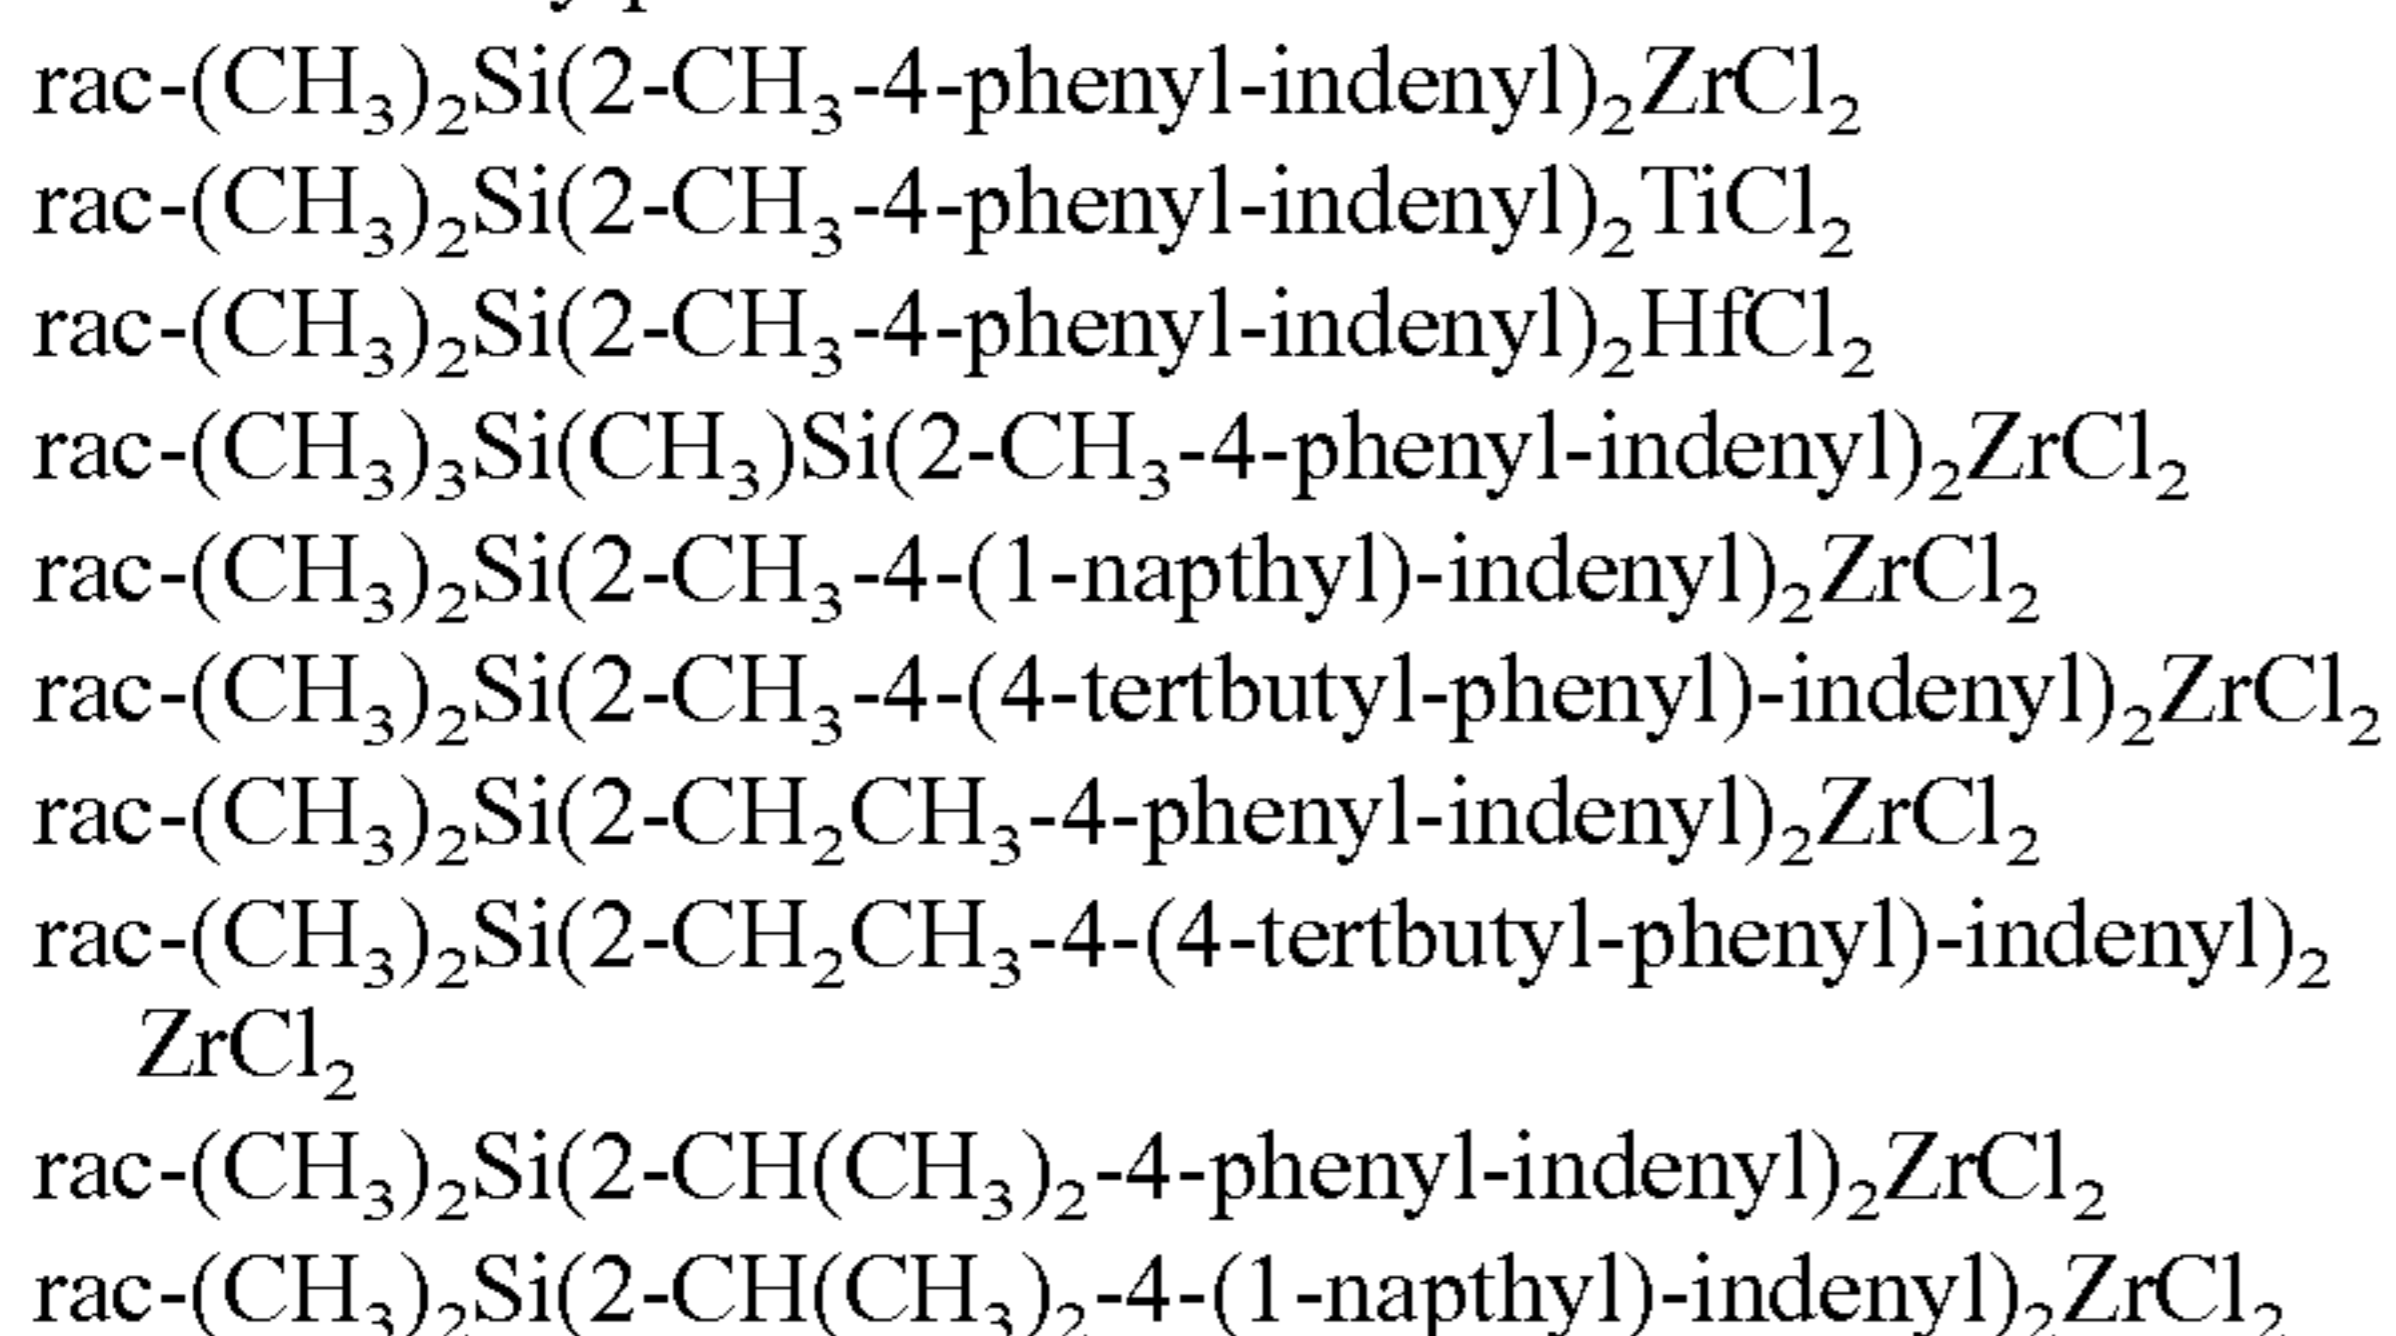 rac-(CH₃)₂Si(2-CH₃-4-phenyl-indenyl)₂ZrCl₂
rac-(CH₃)₂Si(2-CH₃-4-phenyl-indenyl)₂TiCl₂
rac-(CH₃)₂Si(2-CH₃-4-phenyl-indenyl)₂HfCl₂
rac-(CH₃)₃Si(CH₃)Si(2-CH₃-4-phenyl-indenyl)₂ZrCl₂
rac-(CH₃)₂Si(2-CH₃-4-(1-napthyl)-indenyl)₂ZrCl₂
rac-(CH₃)₂Si(2-CH₃-4-(4-tertbutyl-phenyl)-indenyl)₂ZrCl₂
rac-(CH₃)₂Si(2-CH₂CH₃-4-phenyl-indenyl)₂ZrCl₂
rac-(CH₃)₂Si(2-CH₂CH₃-4-(4-tertbutyl-phenyl)-indenyl)₂
ZrCl₂
rac-(CH₃)₂Si(2-CH(CH₃)₂-4-phenyl-indenyl)₂ZrCl₂
rac-(CH₃)₂Si(2-CH(CH₃)₂-4-(1-napthyl)-indenyl)₂ZrCl₂